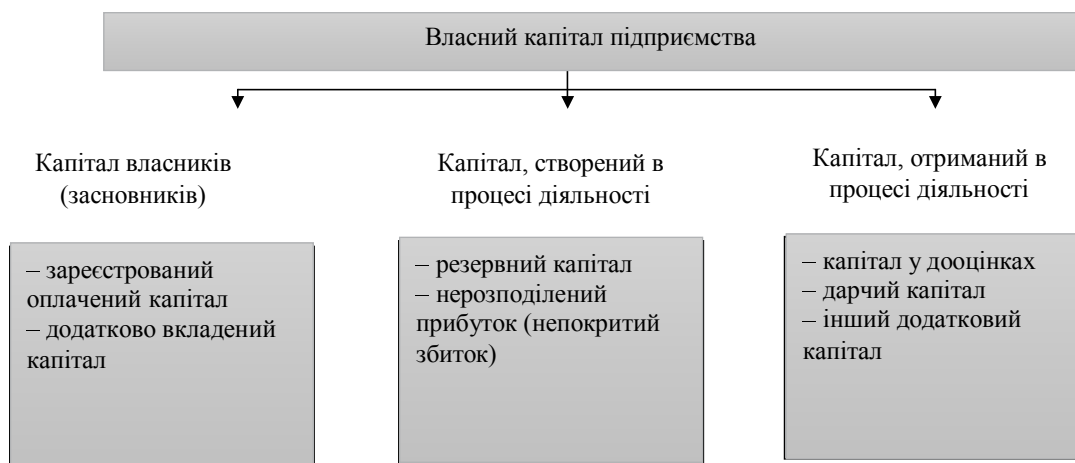 Власний капітал підприємства
Капітал власників
(засновників)
Капітал, створений в
процесі діяльності
Капітал, отриманий в
процесі діяльності
– зареєстрований
оплачений капітал
– додатково вкладений
капітал
– резервний капітал
– нерозподілений
прибуток (непокритий
збиток)
– капітал у дооцінках
– дарчий капітал
– інший додатковий
капітал